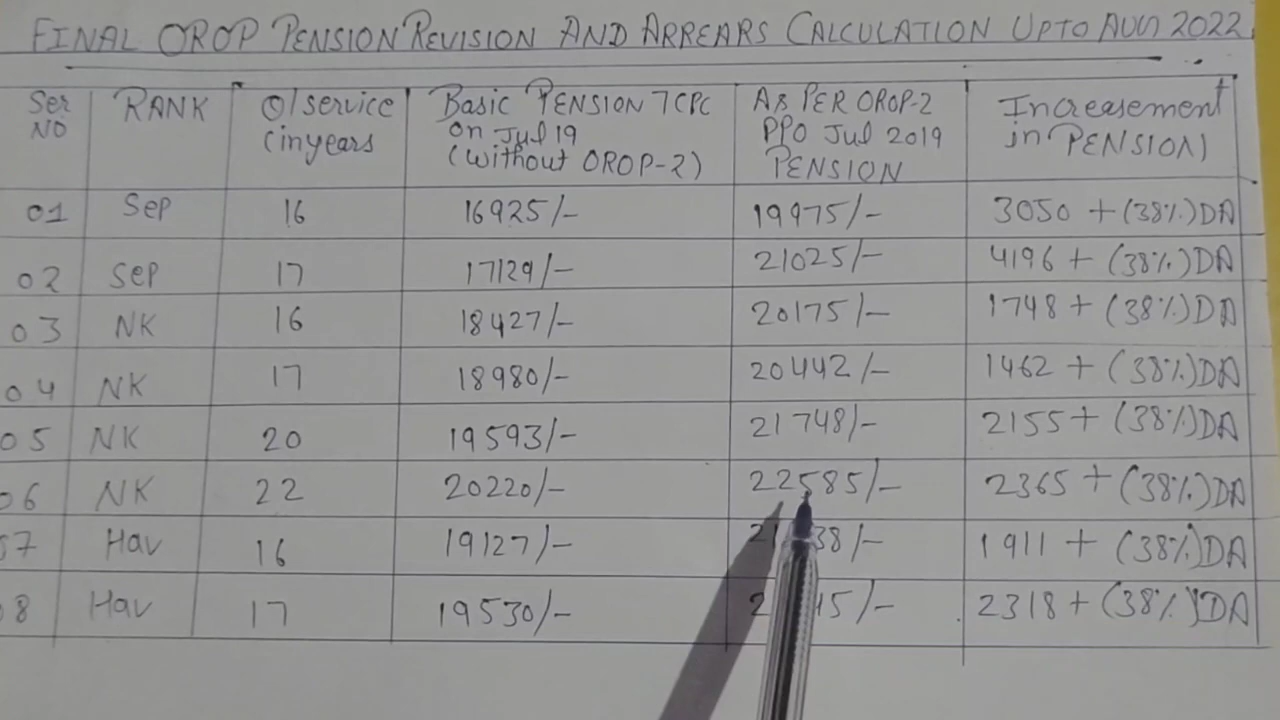 FINAL OROP PENSION REVISION AND ARREARS CALCULATION UPTO AUG 2022
Ser NO RANK Q/service (in years Basic PENSION 7CPC on Jul 19 (without OROP-2) AS PER OROP-2 PPO Jul 2019 PENSION Increasement in PENSION
01 Sep 16 16925/- 19975/- 3050 + (38%)DA
02 Sep 17 17129/- 21025/- 4196 + (38%)DA
03 NK 16 18427/- 20175/- 1748 + (38%)DA
04 NK 17 18980/- 20442/- 1462 + (38%)DA
05 NK 20 19593/- 21748/- 2155 + (38%)DA
06 NK 22 20220/- 22585/- 2365 + (38%)DA
07 Hav 16 19127/- 1911 + (38%)DA
08 Hav 17 19530/- 2318 + (38%)DA